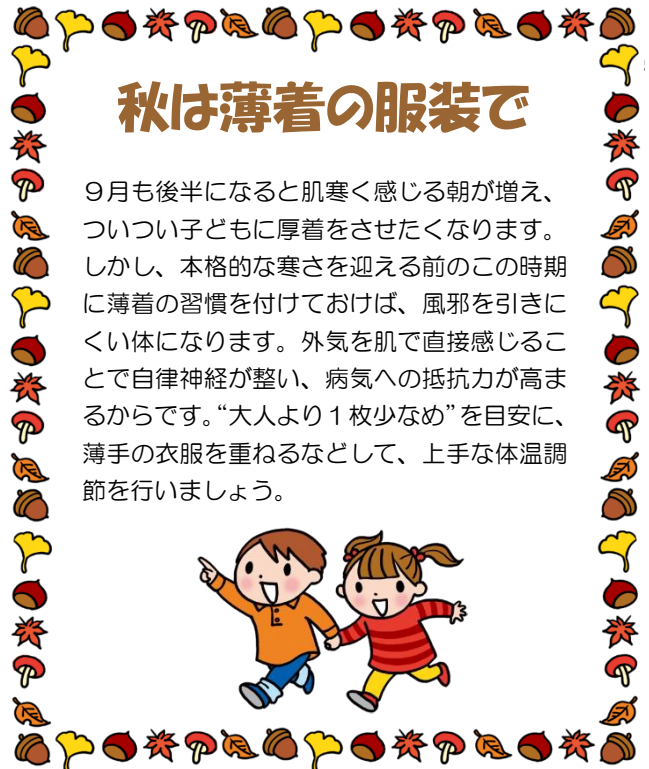 秋は薄着の服装で
９月も後半になると肌寒く感じる朝が増え、
ついつい子どもに厚着をさせたくなります。
しかし、本格的な寒さを迎える前のこの時期
に薄着の習慣を付けておけば、風邪を引きに
くい体になります。外気を肌で直接感じるこ
とで自律神経が整い、病気への抵抗力が高ま
るからです。“大人より１枚少なめ”を目安に、
薄手の衣服を重ねるなどして、上手な体温調
節を行いましょう。